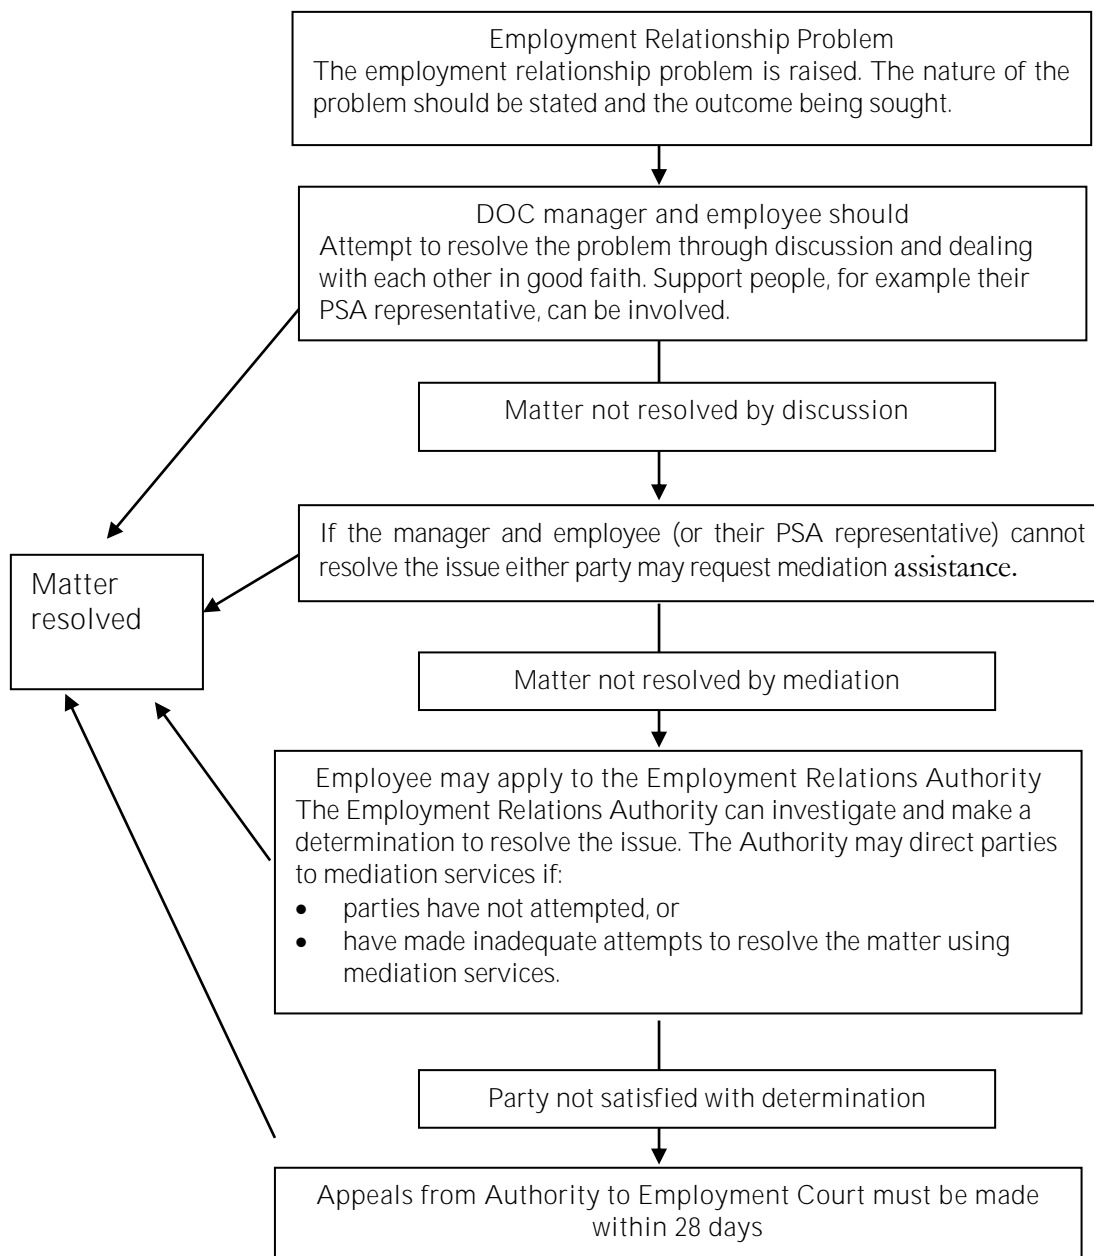 Employment Relationship Problem
The employment relationship problem is raised. The nature of the
problem should be stated and the outcome being sought.
DOC manager and employee should
Attempt to resolve the problem through discussion and dealing
with each other in good faith. Support people, for example their
PSA representative, can be involved.
Matter not resolved by discussion
If the manager and employee (or their PSA representative) cannot
resolve the issue either party may request mediation assistance.
Matter
resolved
Matter not resolved by mediation
Employee may apply to the Employment Relations Authority
The Employment Relations Authority can investigate and make a
determination to resolve the issue. The Authority may direct parties
to mediation services if:
• parties have not attempted, or
• have made inadequate attempts to resolve the matter using
mediation services.
Party not satisfied with determination
Appeals from Authority to Employment Court must be made
within 28 days